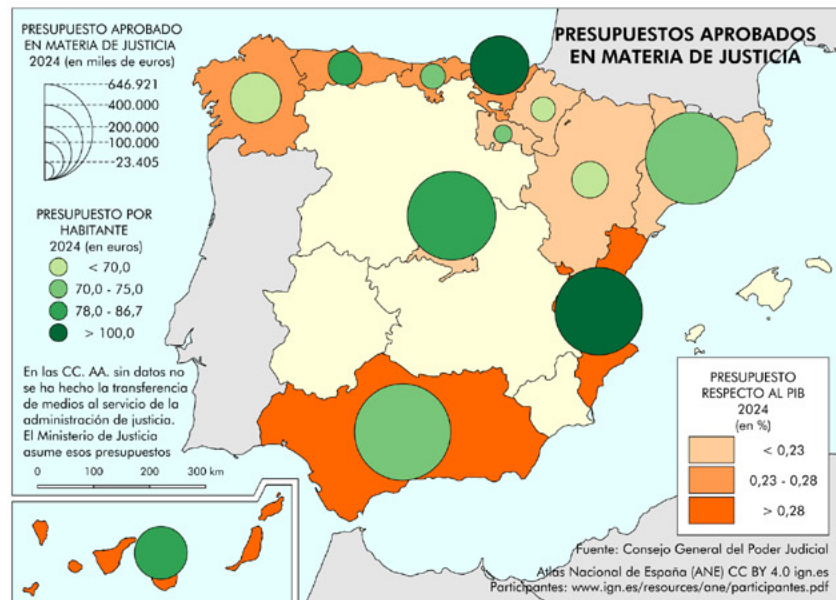 PRESUPUESTOS APROBADOS
EN MATERIA DE JUSTICIA
PRESUPUESTO APROBADO
EN MATERIA DE JUSTICIA
2024 (en miles de euros)
646.921
400.000
200.000
100.000
23.405
PRESUPUESTO POR
HABITANTE
2024 (en euros)
< 70,0
70,0 - 75,0
78,0 - 86,7
> 100,0
En las CC. AA. sin datos no
se ha hecho la transferencia
de medios al servicio de la
administración de justicia.
El Ministerio de Justicia
asume esos presupuestos
0 100 200 300 km
PRESUPUESTO
RESPECTO AL PIB
2024
(en %)
< 0,23
0,23 - 0,28
> 0,28
Fuente: Consejo General del Poder Judicial
Atlas Nacional de España (ANE) CC BY 4.0 ign.es
Participantes: www.ign.es/resources/ane/participantes.pdf